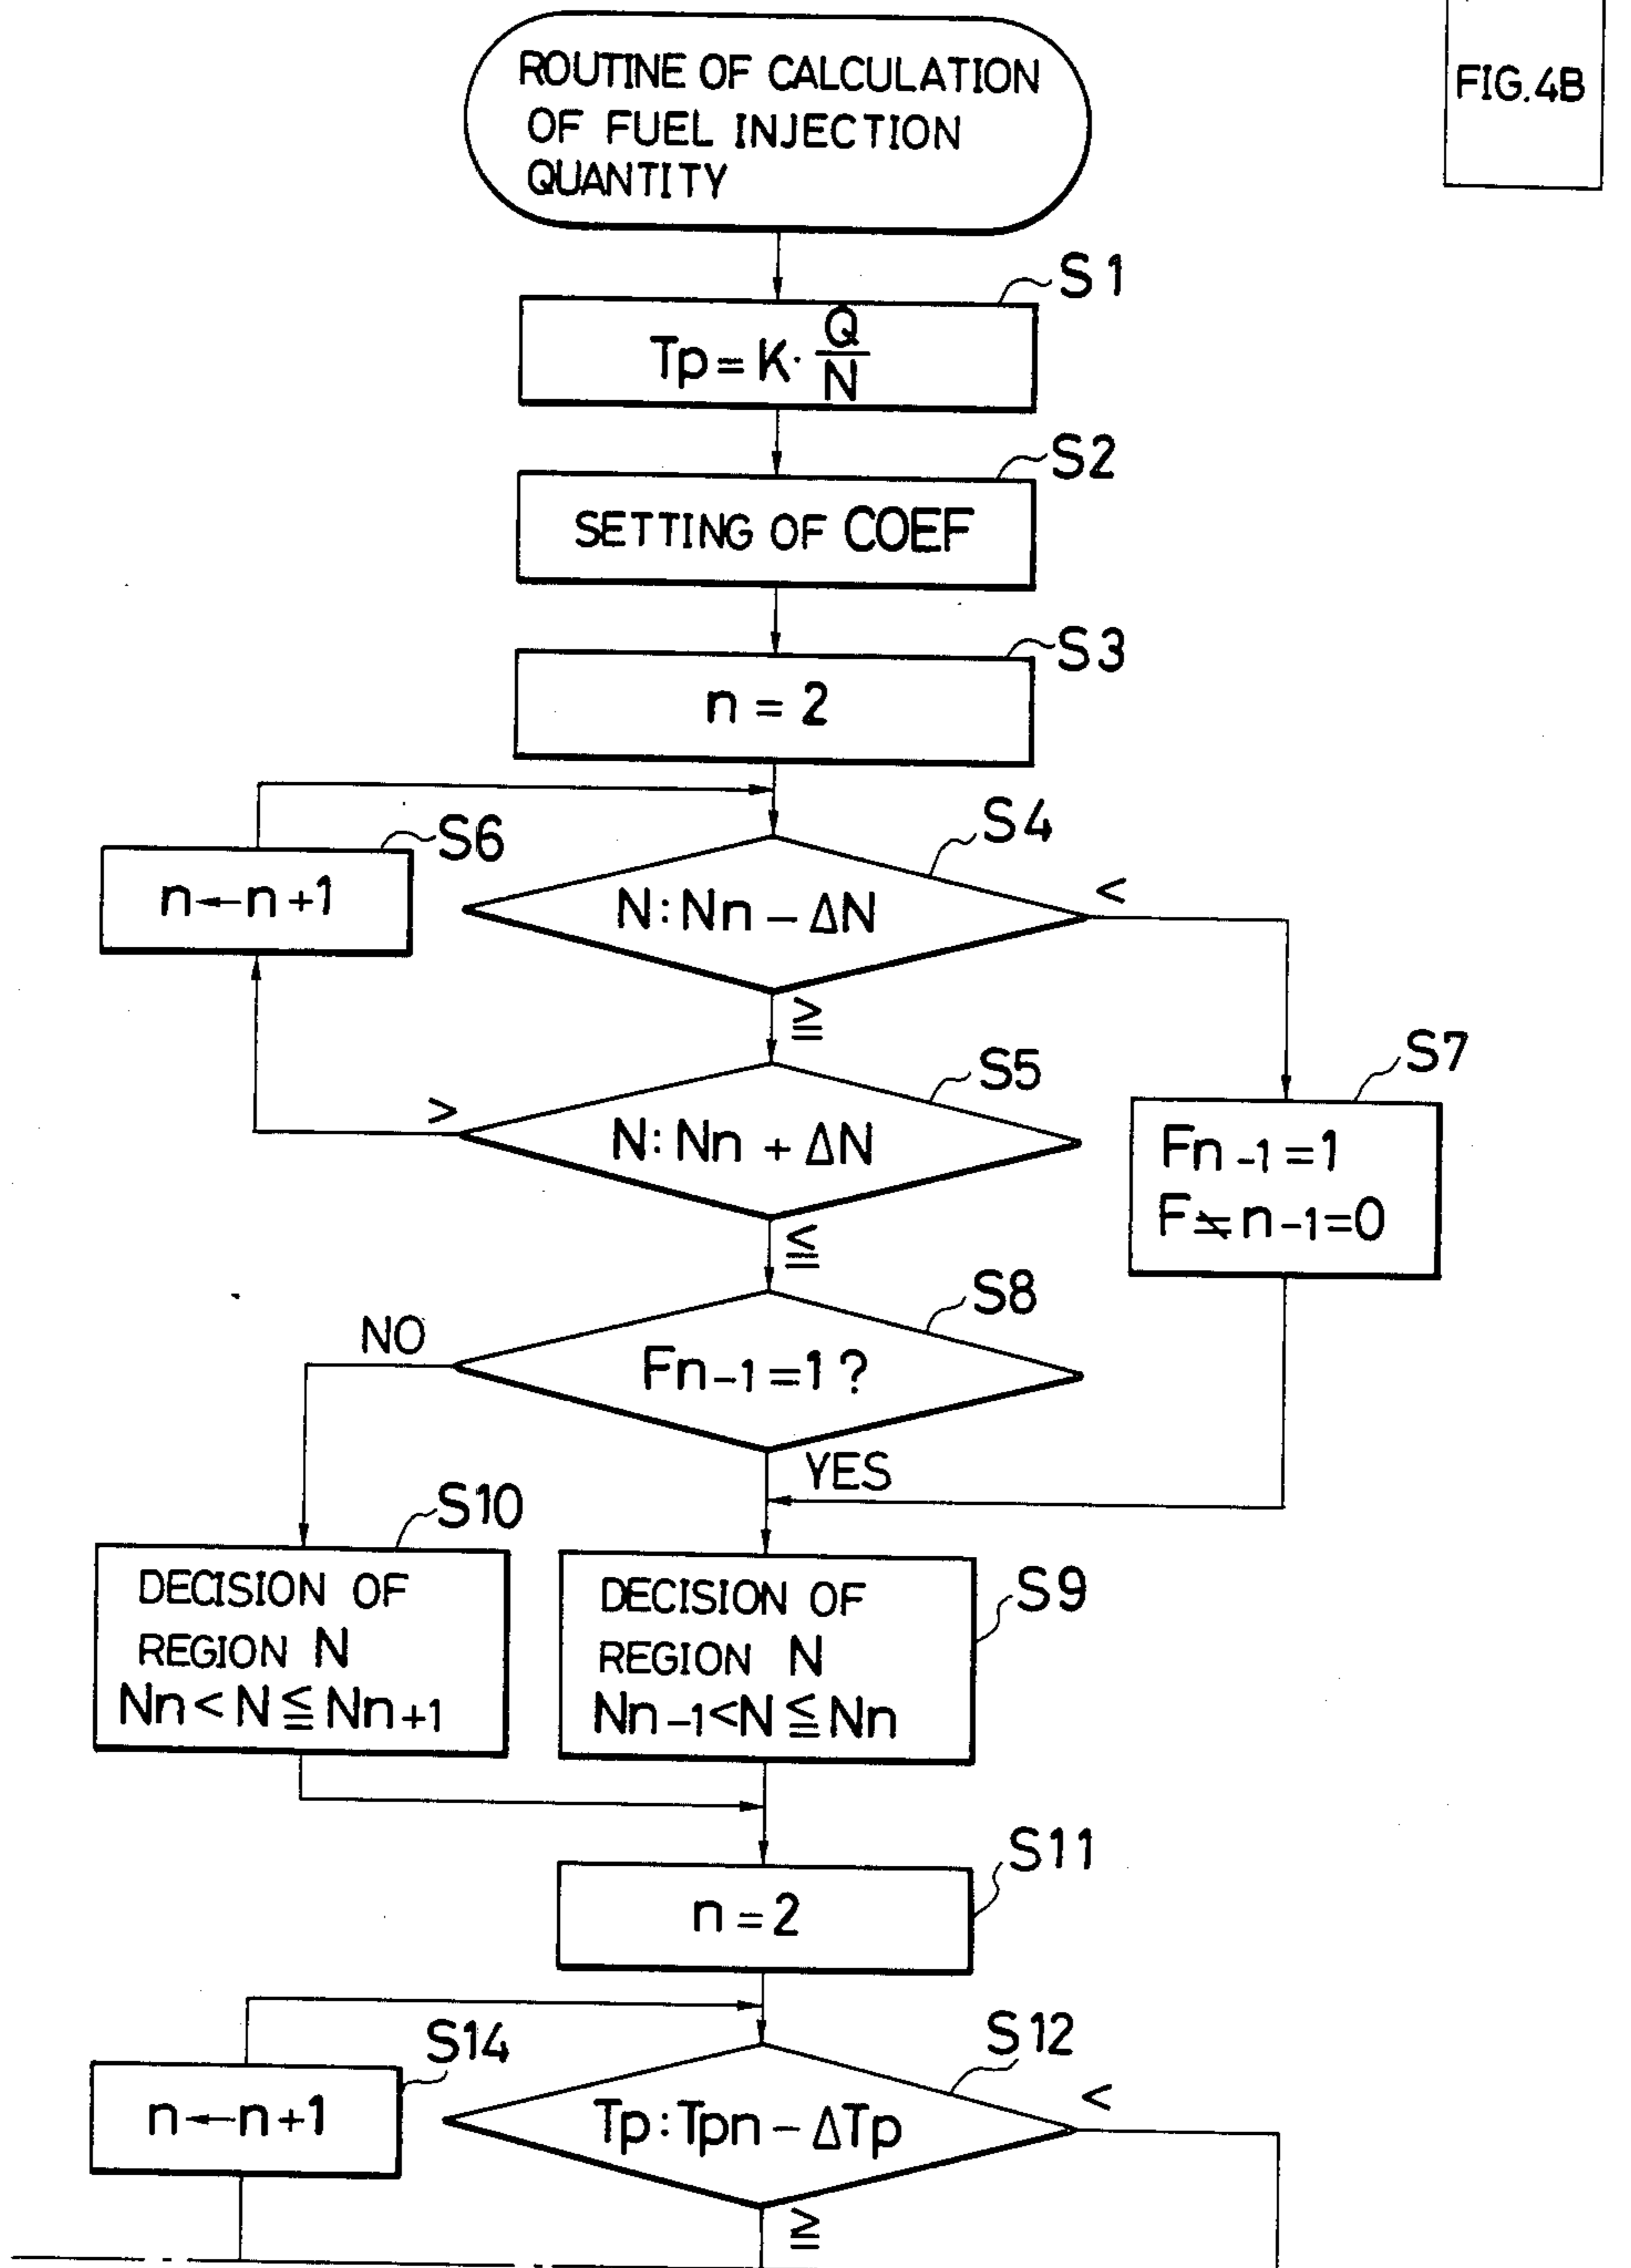 FIG.4B
ROUTINE OF CALCULATION
OF FUEL INJECTION
QUANTITY
S1
Tp = K · Q/N
S2
SETTING OF COEF
S3
n = 2
S4
N : Nn − ΔN
<
≧
S6
n ← n + 1
S5
N : Nn + ΔN
>
≦
S7
Fn-1 = 1
F≒n-1 = 0
S8
Fn-1 = 1 ?
NO
YES
S10
DECISION OF
REGION N
Nn < N ≦ Nn+1
S9
DECISION OF
REGION N
Nn-1 < N ≦ Nn
S11
n = 2
S14
n ← n + 1
S12
Tp : Tpn − ΔTp
<
≧